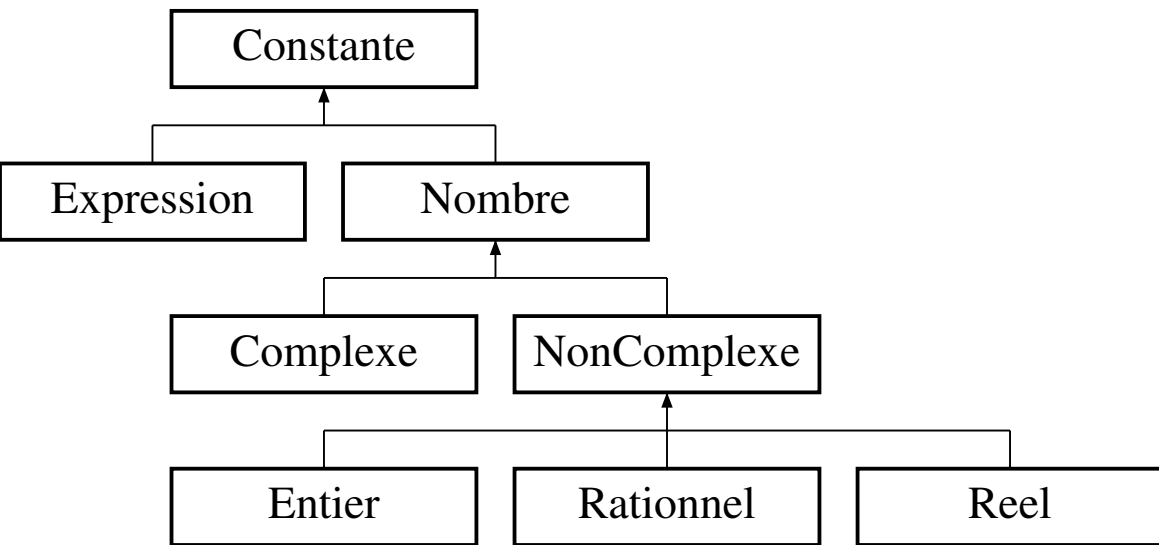 Constante
Expression Nombre
Complexe NonComplexe
Entier Rationnel Reel